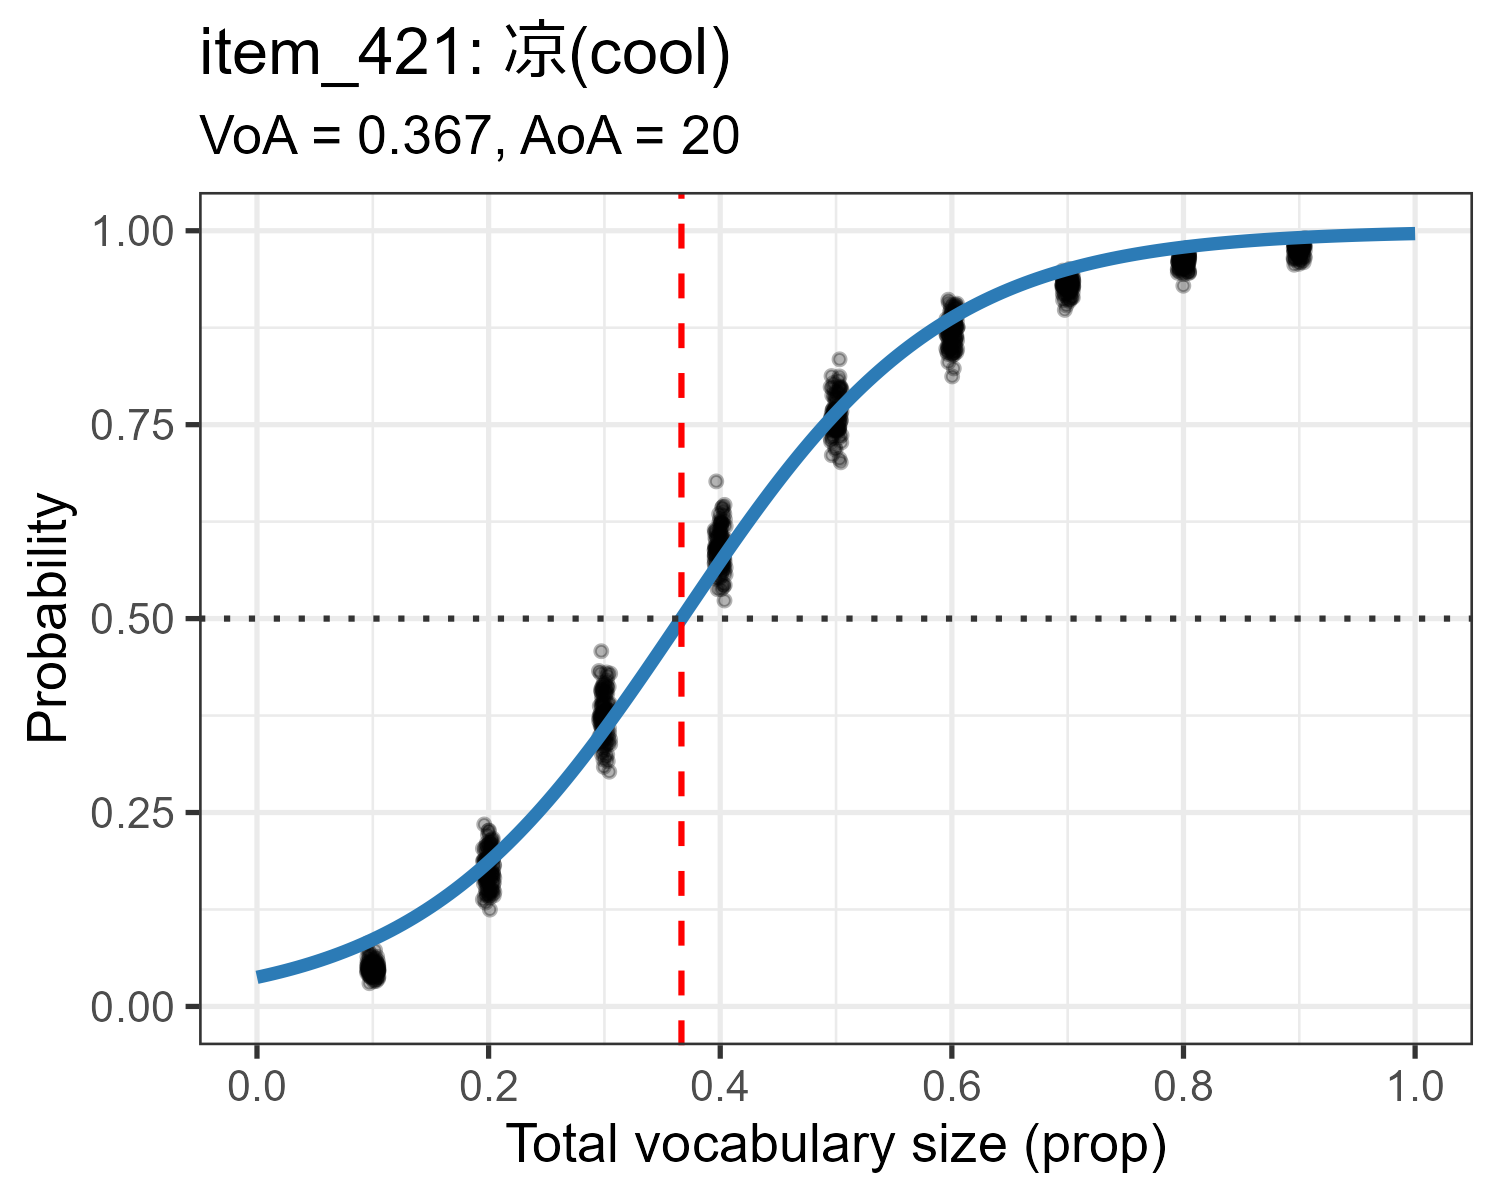 item_421: 凉(cool)
VoA = 0.367, AoA = 20
1.00
0.75
0.50
0.25
0.00
Probability
0.0 0.2 0.4 0.6 0.8 1.0
Total vocabulary size (prop)